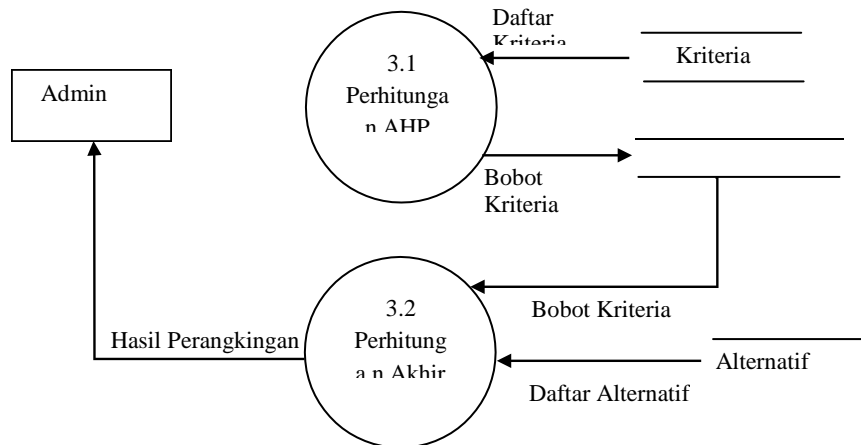 Daftar
Kriteria
3.1
Perhitunga
n AHP
Kriteria
Admin
Bobot
Kriteria
3.2
Perhitung
a n Akhir
Bobot Kriteria
Hasil Perangkingan
Alternatif
Daftar Alternatif